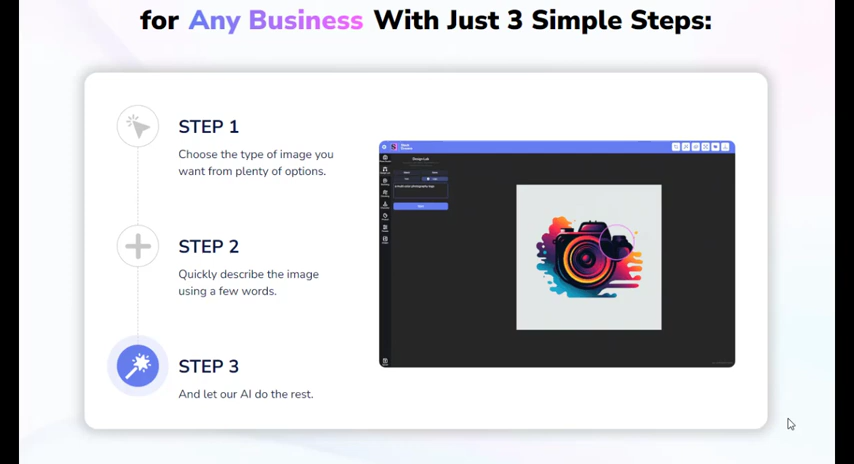 for Any Business With Just 3 Simple Steps:
STEP 1
Choose the type of image you
want from plenty of options.
STEP 2
Quickly describe the image
using a few words.
STEP 3
And let our AI do the rest.
Design Lab